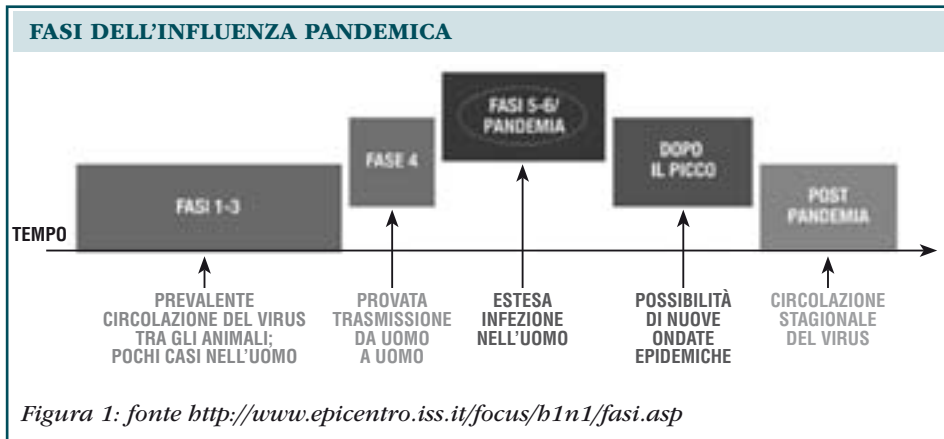 FASI DELL'INFLUENZA PANDEMICA
FASI 5-6/
PANDEMIA
FASE 4
DOPO
IL PICCO
FASI 1-3
POST
PANDEMIA
TEMPO
PREVALENTE
CIRCOLAZIONE DEL VIRUS
TRA GLI ANIMALI;
POCHI CASI NELL'UOMO
PROVATA
TRASMISSIONE
DA UOMO
A UOMO
ESTESA
INFEZIONE
NELL'UOMO
POSSIBILITÀ
DI NUOVE
ONDATE
EPIDEMICHE
CIRCOLAZIONE
STAGIONALE
DEL VIRUS
Figura 1: fonte http://www.epicentro.iss.it/focus/h1n1/fasi.asp